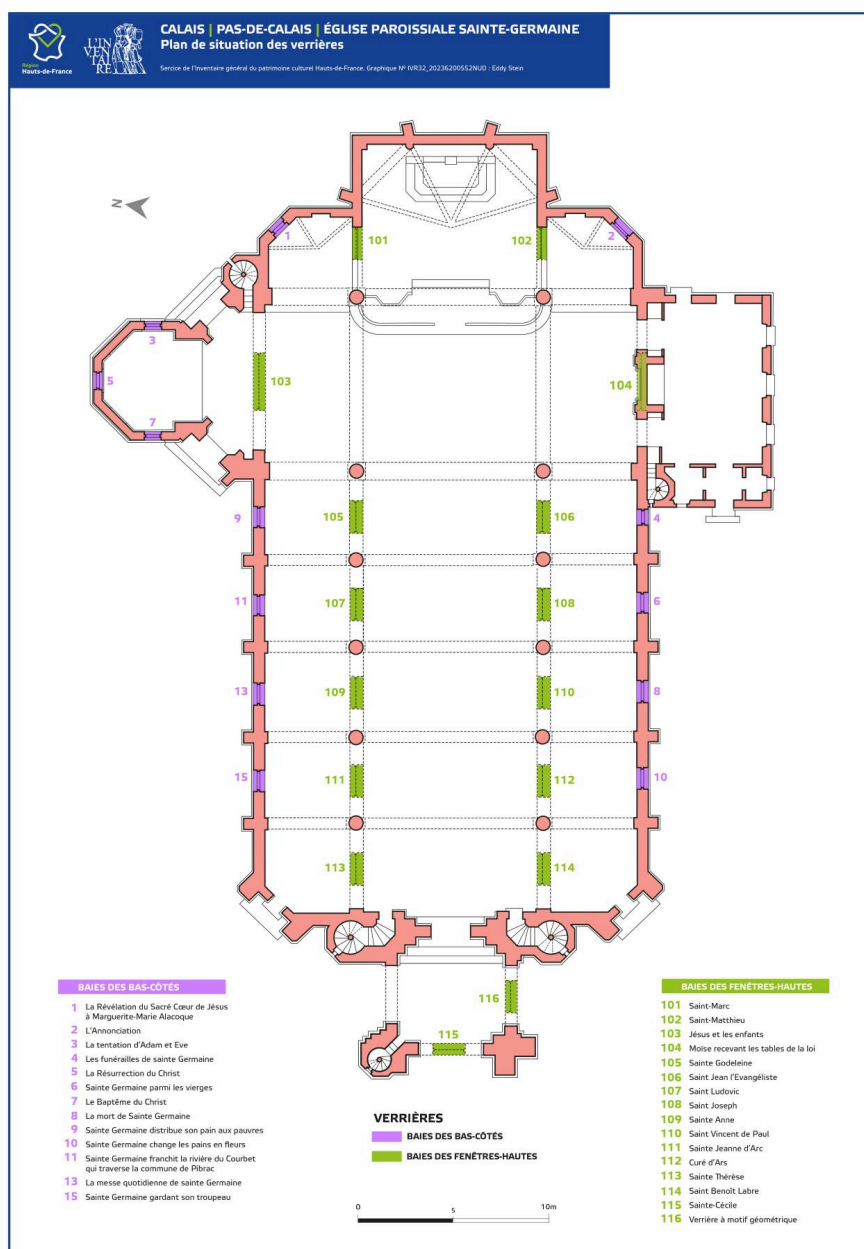 CALAIS | PAS-DE-CALAIS | ÉGLISE PAROISSIALE SAINTE-GERMAINE
Plan de situation des verrières
Sercice de l'Inventaire général du patrimoine culturel Hauts-de-France. Graphique Nº IVR32_20236200552NUD : Eddy Stein
Région
Hauts-de-France
L'IN
VEN
TAI
RE
N
1
101
102
2
3
5
7
103
104
9
105
106
4
11
107
108
6
13
109
110
8
15
111
112
10
113
114
116
115
BAIES DES BAS-CÔTÉS
1 La Révélation du Sacré Cœur de Jésus
à Marguerite-Marie Alacoque
2 L'Annonciation
3 La tentation d'Adam et Eve
4 Les funérailles de sainte Germaine
5 La Résurrection du Christ
6 Sainte Germaine parmi les vierges
7 Le Baptême du Christ
8 La mort de Sainte Germaine
9 Sainte Germaine distribue son pain aux pauvres
10 Sainte Germaine change les pains en fleurs
11 Sainte Germaine franchit la rivière du Courbet
qui traverse la commune de Pibrac
13 La messe quotidienne de sainte Germaine
15 Sainte Germaine gardant son troupeau
VERRIÈRES
BAIES DES BAS-CÔTÉS
BAIES DES FENÊTRES-HAUTES
0 5 10m
BAIES DES FENÊTRES-HAUTES
101 Saint-Marc
102 Saint-Matthieu
103 Jésus et les enfants
104 Moïse recevant les tables de la loi
105 Sainte Godeleine
106 Saint Jean l'Evangéliste
107 Saint Ludovic
108 Saint Joseph
109 Sainte Anne
110 Saint Vincent de Paul
111 Sainte Jeanne d'Arc
112 Curé d'Ars
113 Sainte Thérèse
114 Saint Benoît Labre
115 Sainte-Cécile
116 Verrière à motif géométrique